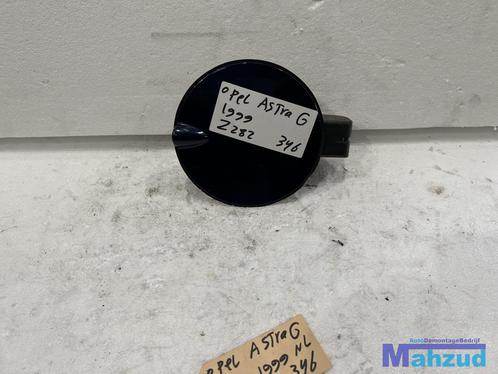 opel Astra G
1999
Z282 346
opel Astra G
1999 NL
346
AutoDemontageBedrijf
Mahzud